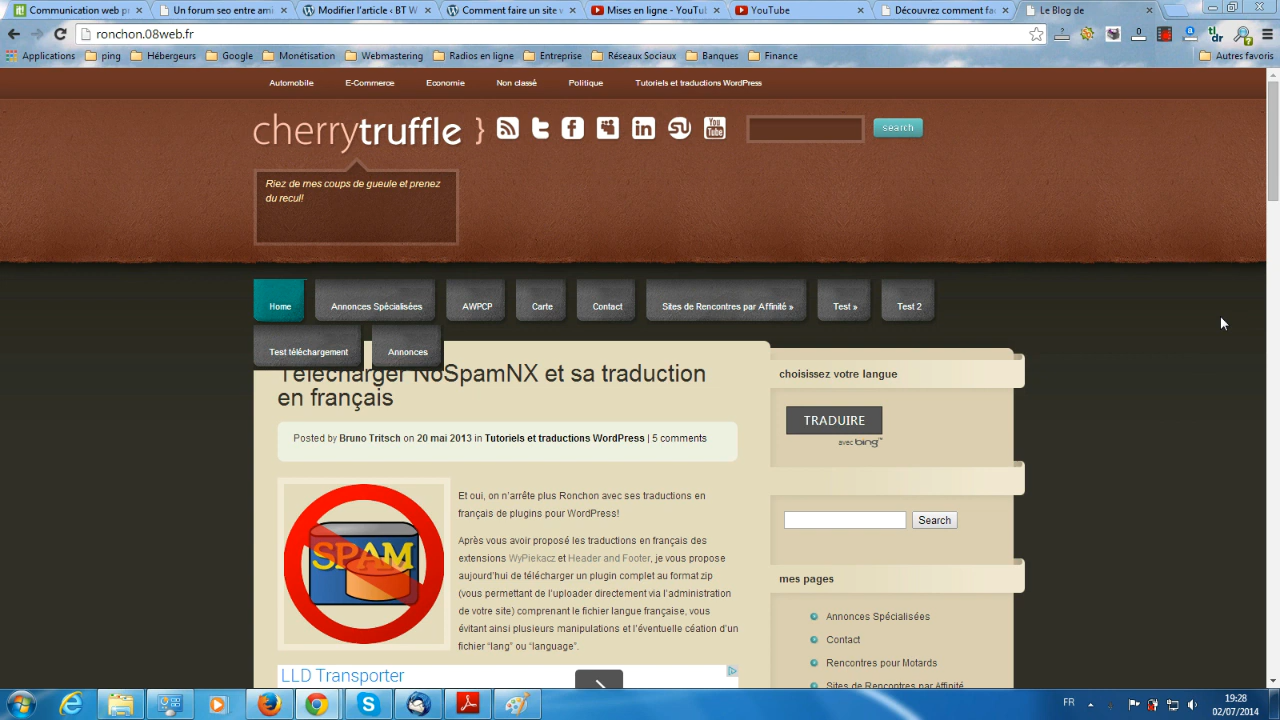 Communication web p
Un forum seo entre ami
Modifier l'article ‹ BT W
Comment faire un site w
Mises en ligne - YouTu
YouTube
Découvrez comment fa
Le Blog de
ronchon.08web.fr
Applications
ping
Hébergeurs
Google
Monétisation
Webmastering
Radios en ligne
Entreprise
Réseaux Sociaux
Banques
Finance
Autres favoris
Automobile
E-Commerce
Economie
Non classé
Politique
Tutoriels et traductions WordPress
cherrytruffle }
You Tube
search
Riez de mes coups de gueule et prenez
du recul!
Home
Annonces Spécialisées
AWPCP
Carte
Contact
Sites de Rencontres par Affinité »
Test »
Test 2
Test téléchargement
Annonces
Télécharger NoSpamNX et sa traduction
en français
Posted by Bruno Tritsch on 20 mai 2013 in Tutoriels et traductions WordPress | 5 comments
SPAM
Et oui, on n'arrête plus Ronchon avec ses traductions en
français de plugins pour WordPress!
Après vous avoir proposé les traductions en français des
extensions WyPiekacz et Header and Footer, je vous propose
aujourd'hui de télécharger un plugin complet au format zip
(vous permettant de l'uploader directement via l'administration
de votre site) comprenant le fichier langue française, vous
évitant ainsi plusieurs manipulations et l'éventuelle céation d'un
fichier "lang" ou "language".
LLD Transporter
choisissez votre langue
TRADUIRE
avec bing™
Search
mes pages
Annonces Spécialisées
Contact
Rencontres pour Motards
Sites de Rencontres par Affinité
FR
19:28
02/07/2014